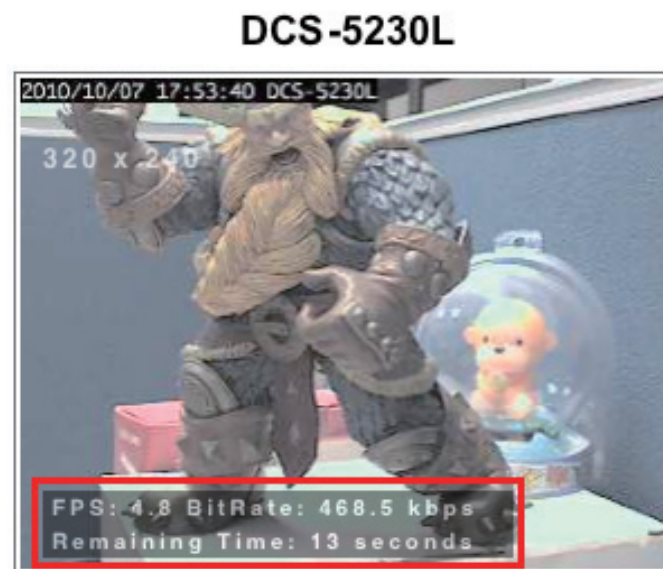 DCS-5230L
2010/10/07 17:53:40 DCS-5230L
320 x 240
FPS: 4.8 BitRate: 468.5 kbps
Remaining Time: 13 seconds